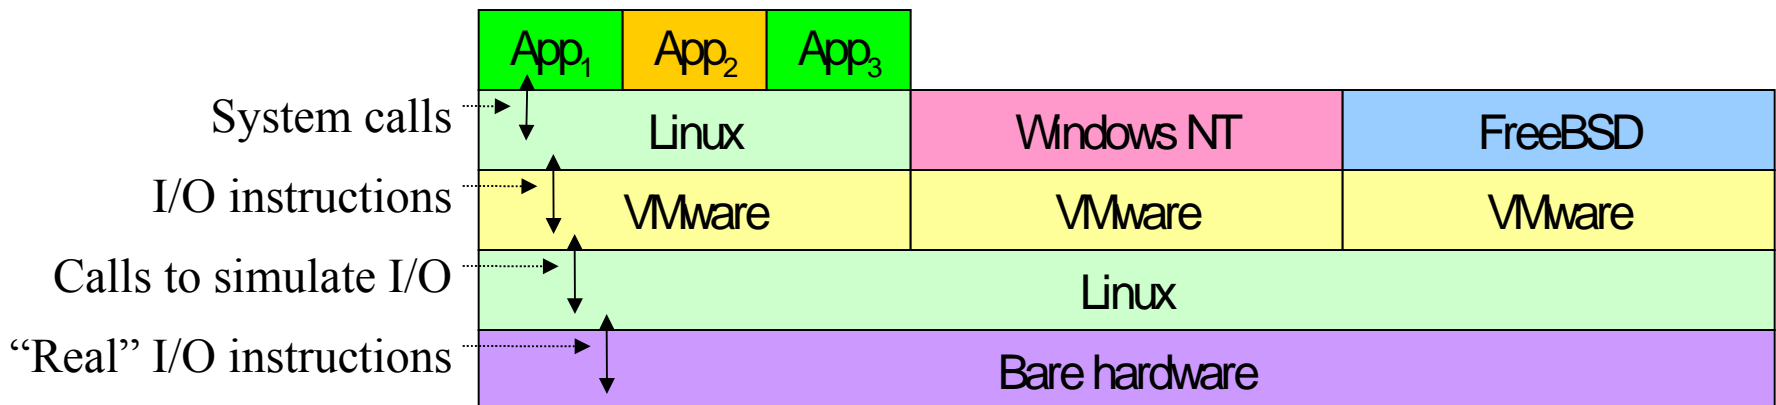 App₁ App₂ App₃
System calls Linux Windows NT FreeBSD
I/O instructions VMware VMware VMware
Calls to simulate I/O Linux
“Real” I/O instructions Bare hardware